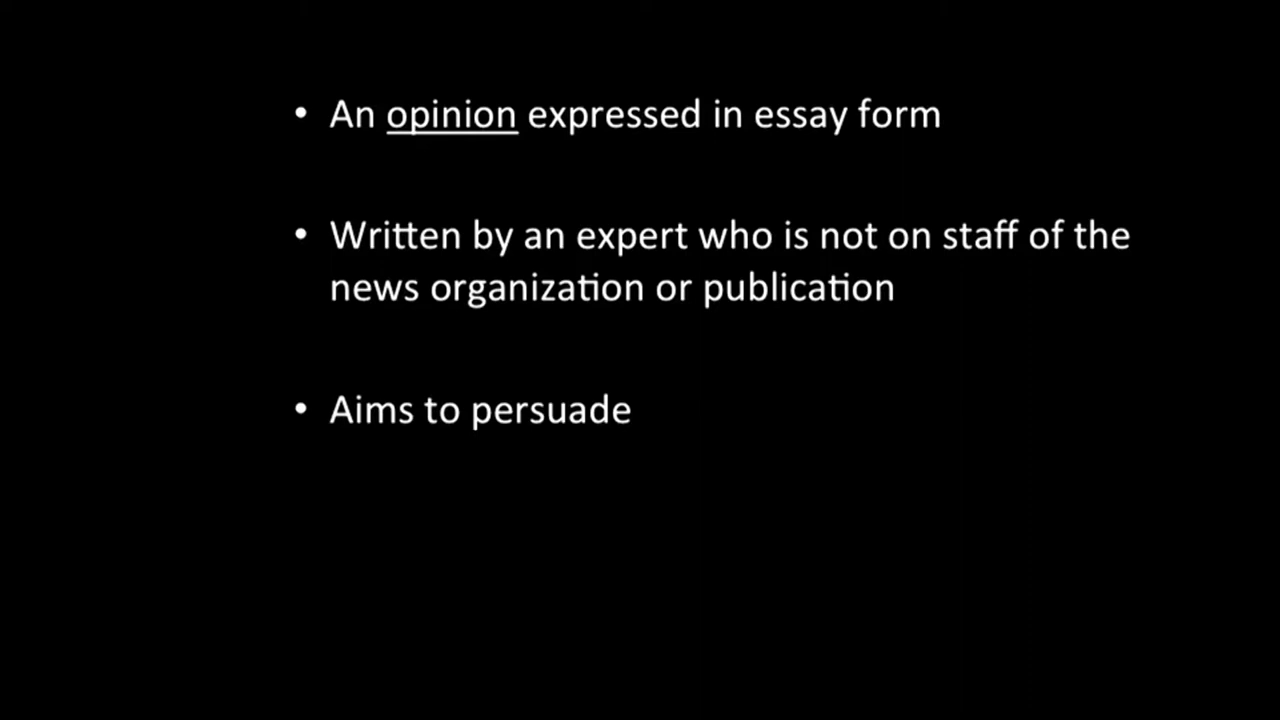 • An opinion expressed in essay form
• Written by an expert who is not on staff of the
news organization or publication
• Aims to persuade